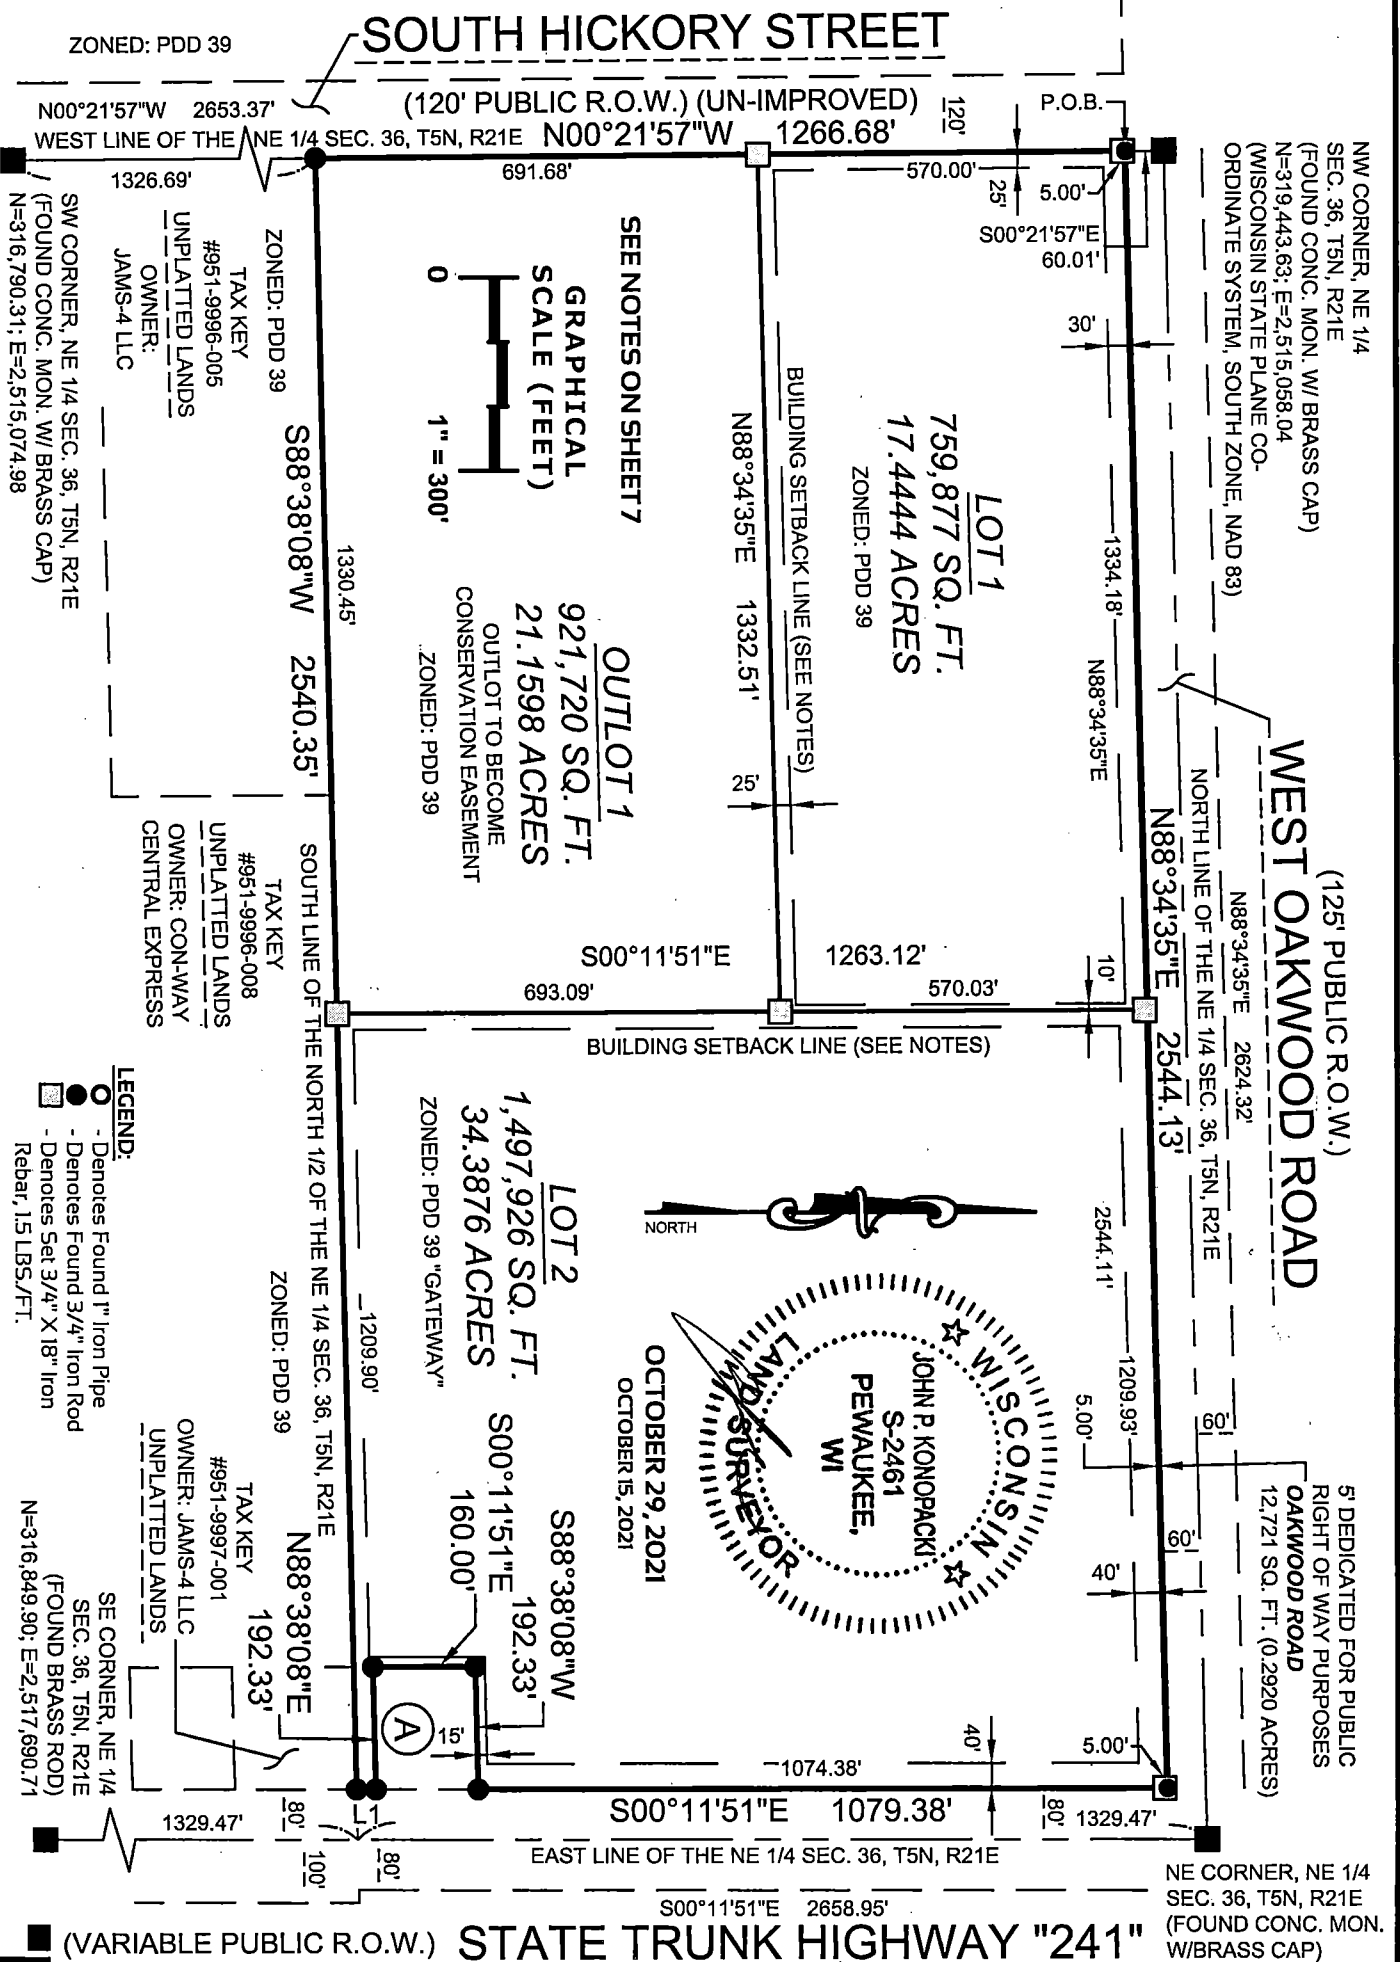 SOUTH HICKORY STREET
(120' PUBLIC R.O.W.) (UN-IMPROVED)
ZONED: PDD 39
N00°21'57"W 2653.37'
WEST LINE OF THE NE 1/4 SEC. 36, T5N, R21E
N00°21'57"W 1266.68'
120'
P.O.B.
1326.69'
691.68'
570.00'
25'
5.00'
S00°21'57"E
60.01'
30'
NW CORNER, NE 1/4
SEC. 36, T5N, R21E
(FOUND CONC. MON. W/ BRASS CAP)
N=319,443.63; E=2,515,058.04
(WISCONSIN STATE PLANE CO-
ORDINATE SYSTEM, SOUTH ZONE, NAD 83)
SW CORNER, NE 1/4 SEC. 36, T5N, R21E
(FOUND CONC. MON. W/ BRASS CAP)
N=316,790.31; E=2,515,074.98
ZONED: PDD 39
TAX KEY
#951-9996-005
UNPLATTED LANDS
OWNER:
JAMS-4 LLC
SEE NOTES ON SHEET 7
GRAPHICAL
SCALE (FEET)
0
1" = 300'
LOT 1
759,877 SQ. FT.
17.4444 ACRES
ZONED: PDD 39
BUILDING SETBACK LINE (SEE NOTES)
N88°34'35"E 1332.51'
25'
1334.18'
N88°34'35"E
OUTLOT 1
921,720 SQ. FT.
21.1598 ACRES
OUTLOT TO BECOME
CONSERVATION EASEMENT
ZONED: PDD 39
S88°38'08"W 2540.35'
1330.45'
(125' PUBLIC R.O.W.)
WEST OAKWOOD ROAD
N88°34'35"E 2624.32'
NORTH LINE OF THE NE 1/4 SEC. 36, T5N, R21E
N88°34'35"E 2544.13'
S00°11'51"E 1263.12'
693.09'
570.03'
10'
BUILDING SETBACK LINE (SEE NOTES)
SOUTH LINE OF THE NORTH 1/2 OF THE NE 1/4 SEC. 36, T5N, R21E
TAX KEY
#951-9996-008
UNPLATTED LANDS
OWNER: CON-WAY
CENTRAL EXPRESS
LEGEND:
- Denotes Found 1" Iron Pipe
- Denotes Found 3/4" Iron Rod
- Denotes Set 3/4" X 18" Iron
Rebar, 1.5 LBS./FT.
LOT 2
1,497,926 SQ. FT.
34.3876 ACRES
ZONED: PDD 39 "GATEWAY"
NORTH
2544.11'
1209.93'
1209.90'
ZONED: PDD 39
WISCONSIN
JOHN P. KONOPACKI
S-2461
PEWAUKEE,
WI
LAND SURVEYOR
OCTOBER 29, 2021
OCTOBER 15, 2021
5.00'
60'
60'
40'
5' DEDICATED FOR PUBLIC
RIGHT OF WAY PURPOSES
OAKWOOD ROAD
12,721 SQ. FT. (0.2920 ACRES)
S88°38'08"W
192.33'
S00°11'51"E
160.00'
N88°38'08"E
192.33'
A
15'
40'
5.00'
TAX KEY
#951-9997-001
OWNER: JAMS-4 LLC
UNPLATTED LANDS
SE CORNER, NE 1/4
SEC. 36, T5N, R21E
(FOUND BRASS ROD)
N=316,849.90; E=2,517,690.71
1074.38'
S00°11'51"E 1079.38'
80'
1329.47'
1329.47'
80'
L1
100'
80'
EAST LINE OF THE NE 1/4 SEC. 36, T5N, R21E
S00°11'51"E 2658.95'
NE CORNER, NE 1/4
SEC. 36, T5N, R21E
(FOUND CONC. MON.
W/BRASS CAP)
(VARIABLE PUBLIC R.O.W.) STATE TRUNK HIGHWAY "241"